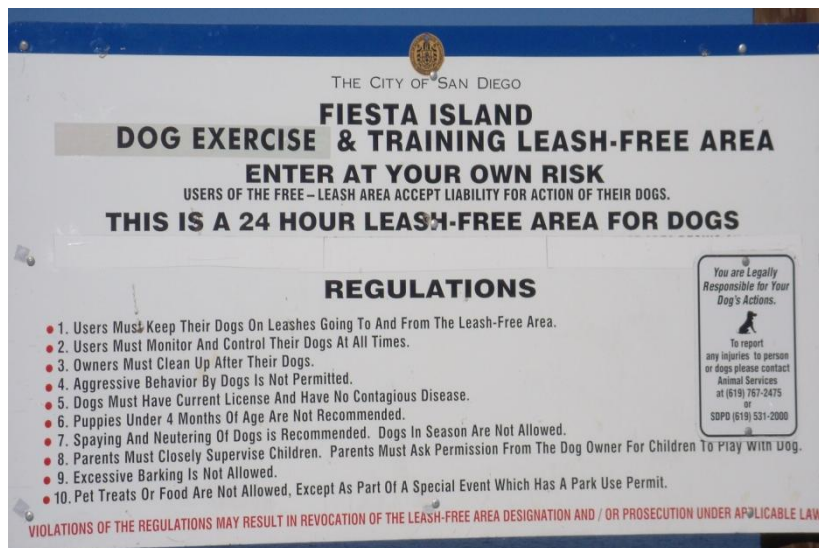 THE CITY OF SAN DIEGO
FIESTA ISLAND
DOG EXERCISE & TRAINING LEASH-FREE AREA
ENTER AT YOUR OWN RISK
USERS OF THE FREE – LEASH AREA ACCEPT LIABILITY FOR ACTION OF THEIR DOGS.
THIS IS A 24 HOUR LEASH-FREE AREA FOR DOGS
REGULATIONS
1. Users Must Keep Their Dogs On Leashes Going To And From The Leash-Free Area.
2. Users Must Monitor And Control Their Dogs At All Times.
3. Owners Must Clean Up After Their Dogs.
4. Aggressive Behavior By Dogs Is Not Permitted.
5. Dogs Must Have Current License And Have No Contagious Disease.
6. Puppies Under 4 Months Of Age Are Not Recommended.
7. Spaying And Neutering Of Dogs is Recommended. Dogs In Season Are Not Allowed.
8. Parents Must Closely Supervise Children. Parents Must Ask Permission From The Dog Owner For Children To Play With Dog.
9. Excessive Barking Is Not Allowed.
10. Pet Treats Or Food Are Not Allowed, Except As Part Of A Special Event Which Has A Park Use Permit.
VIOLATIONS OF THE REGULATIONS MAY RESULT IN REVOCATION OF THE LEASH-FREE AREA DESIGNATION AND / OR PROSECUTION UNDER APPLICABLE LAW
You are Legally
Responsible for Your
Dog's Actions.
To report
any injuries to person
or dogs please contact
Animal Services
at (619) 767-2475
or
SDPD (619) 531-2000